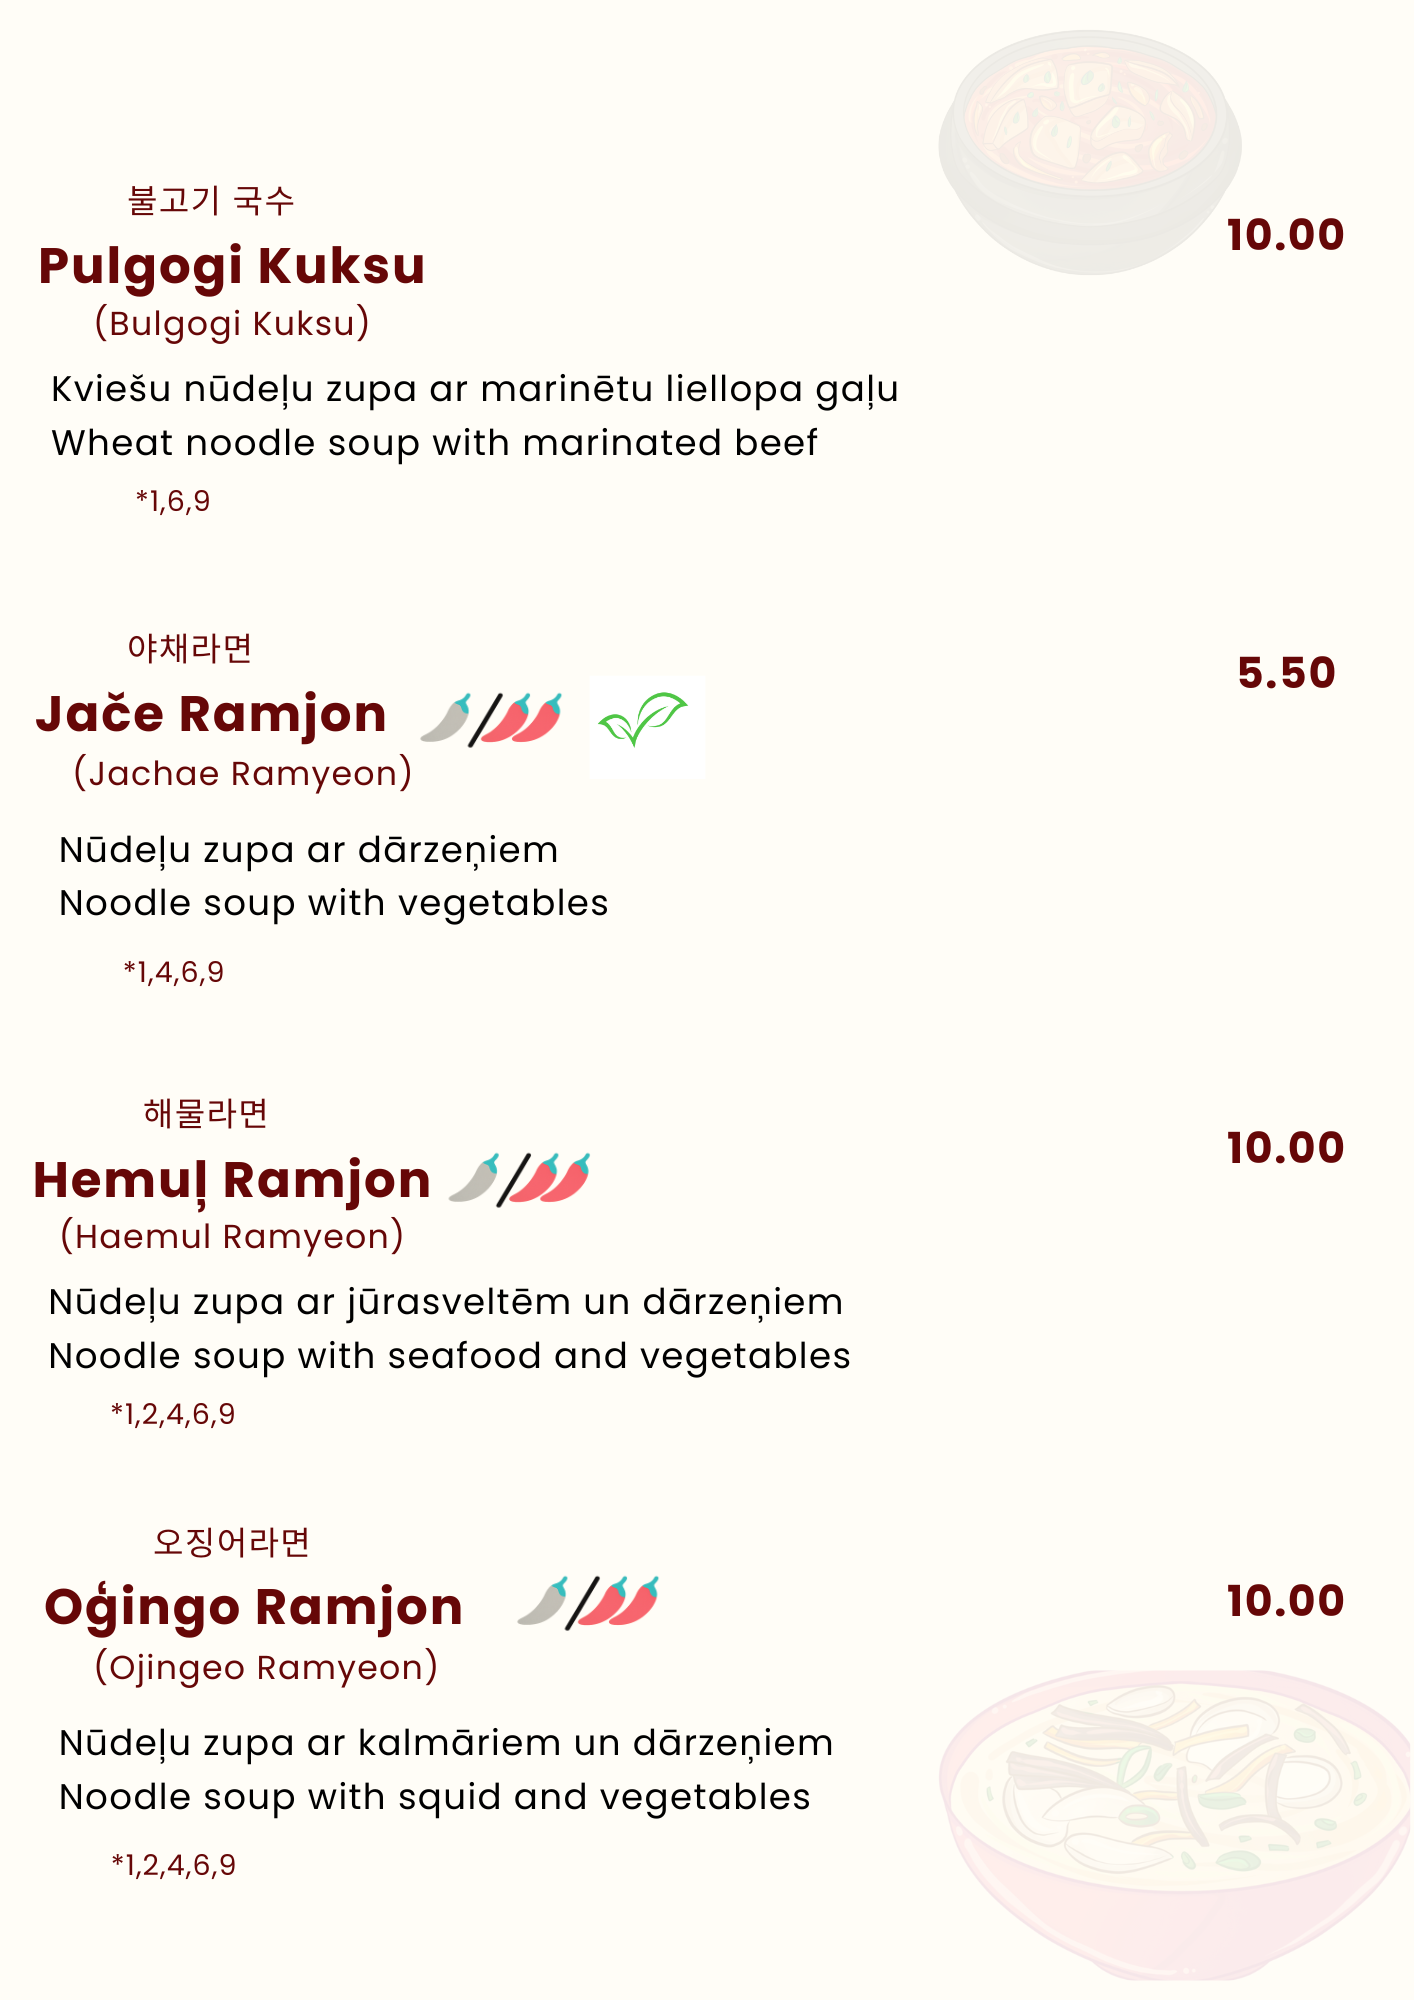 불고기 국수
Pulgogi Kuksu
10.00
(Bulgogi Kuksu)
Kviešu nūdeļu zupa ar marinētu liellopa gaļu
Wheat noodle soup with marinated beef
*1,6,9
야채라면
Jače Ramjon
5.50
(Jachae Ramyeon)
Nūdeļu zupa ar dārzeņiem
Noodle soup with vegetables
*1,4,6,9
해물라면
Hemuļ Ramjon
10.00
(Haemul Ramyeon)
Nūdeļu zupa ar jūrasveltēm un dārzeņiem
Noodle soup with seafood and vegetables
*1,2,4,6,9
오징어라면
Oģingo Ramjon
10.00
(Ojingeo Ramyeon)
Nūdeļu zupa ar kalmāriem un dārzeņiem
Noodle soup with squid and vegetables
*1,2,4,6,9